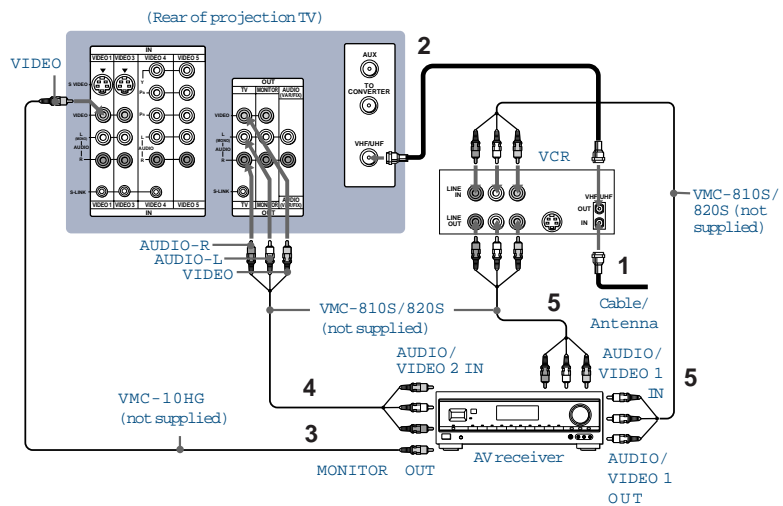 (Rear of projection TV)
IN
VIDEO 1 VIDEO 3 VIDEO 4 VIDEO 5
S VIDEO
Y
VIDEO
L
(MONO)
AUDIO
R
L
AUDIO
R
S-LINK
VIDEO 1 VIDEO 3 VIDEO 4 VIDEO 5
IN
VIDEO
OUT
TV MONITOR AUDIO
(VAR/FIX)
VIDEO
L
(MONO)
AUDIO
R
S-LINK
TV MONITOR AUDIO
(VAR/FIX)
OUT
AUX
TO
CONVERTER
VHF/UHF
2
VCR
LINE
IN
LINE
OUT
VHF/UHF
OUT
IN
VMC-810S/
820S (not
supplied)
1
Cable/
Antenna
AUDIO-R
AUDIO-L
VIDEO
VMC-810S/820S
(not supplied)
5
AUDIO/
VIDEO 2 IN
AUDIO/
VIDEO 1
IN
5
4
VMC-10HG
(not supplied)
3
MONITOR OUT
AV receiver
AUDIO/
VIDEO 1
OUT